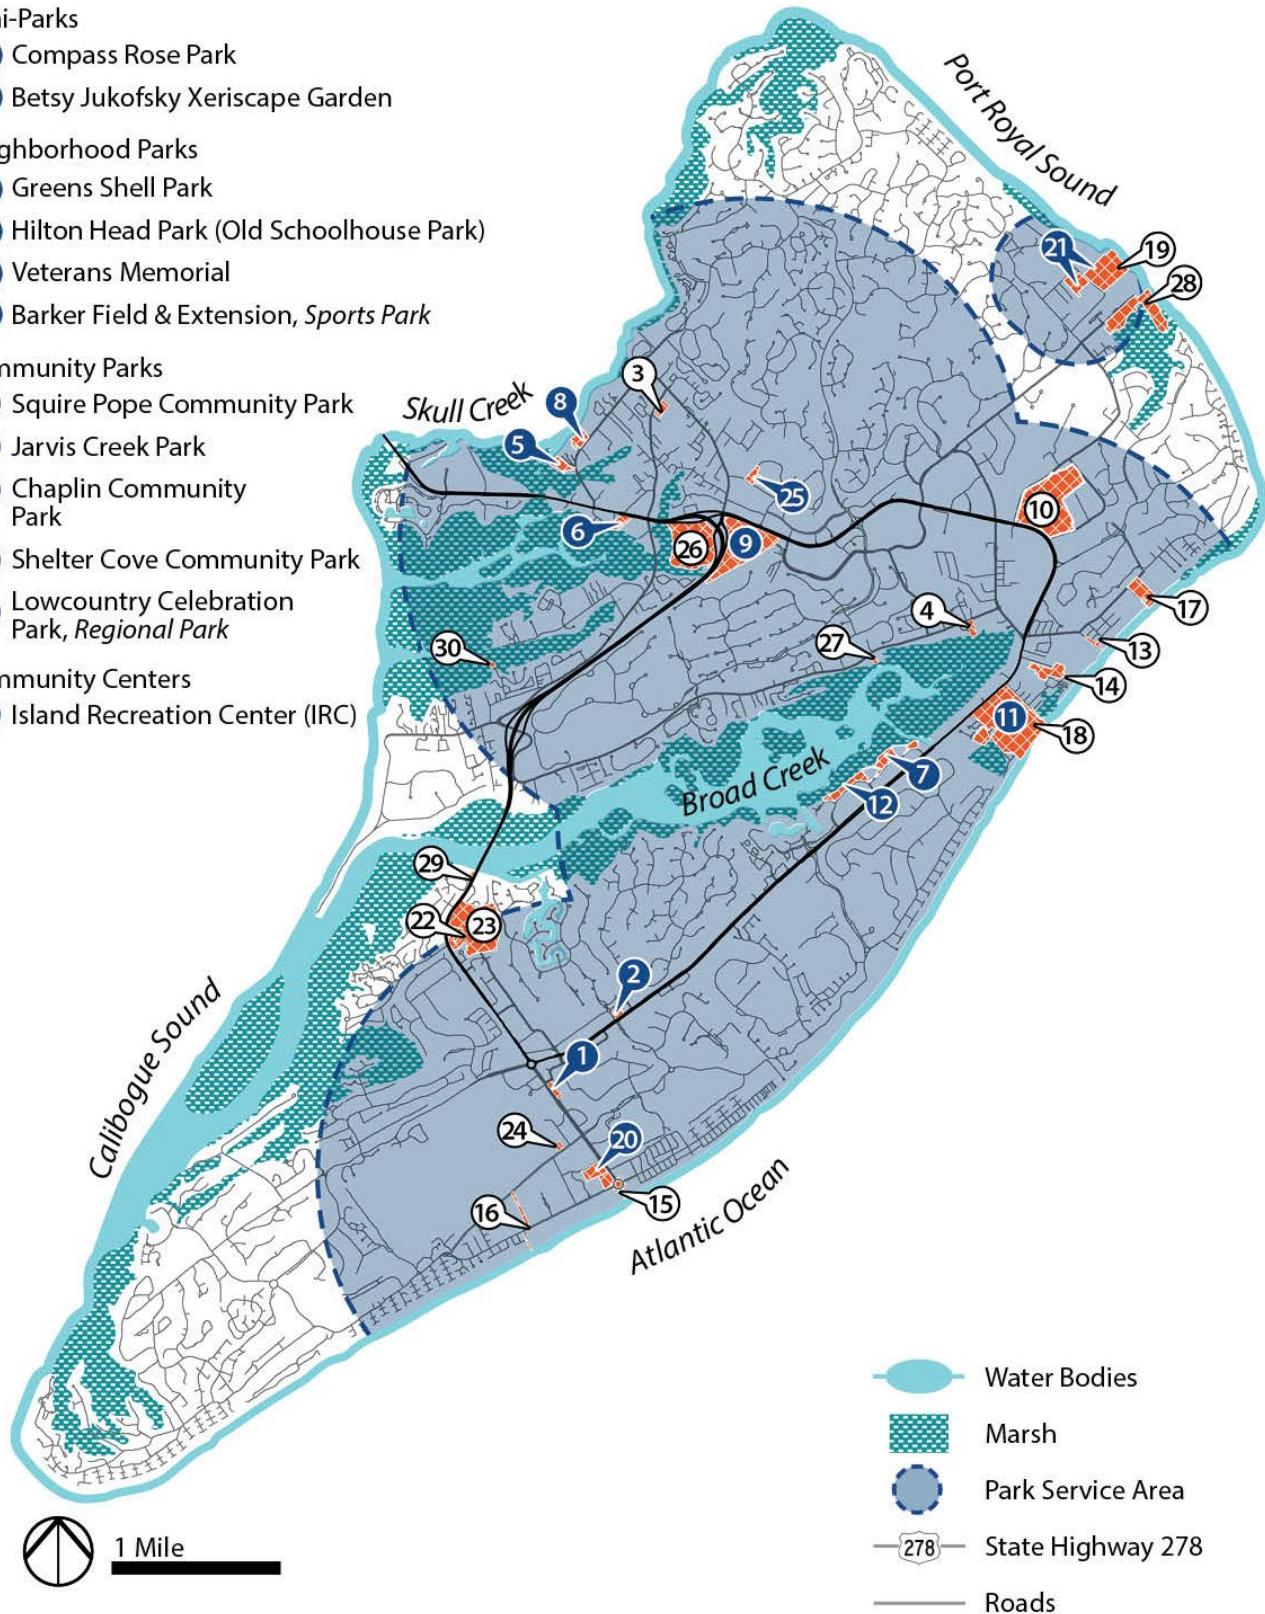 i-Parks
Compass Rose Park
Betsy Jukofsky Xeriscape Garden
ghborhood Parks
Greens Shell Park
Hilton Head Park (Old Schoolhouse Park)
Veterans Memorial
Barker Field & Extension, Sports Park
mmunity Parks
Squire Pope Community Park
Jarvis Creek Park
Chaplin Community
Park
Shelter Cove Community Park
Lowcountry Celebration
Park, Regional Park
mmunity Centers
Island Recreation Center (IRC)
Port Royal Sound
21
19
28
3
Skull Creek
8
5
25
6
26
9
10
17
4
27
13
30
14
11
18
Broad Creek
7
12
29
22
23
2
Calibogue Sound
1
24
20
16
15
Atlantic Ocean
Water Bodies
Marsh
Park Service Area
278
State Highway 278
Roads
1 Mile